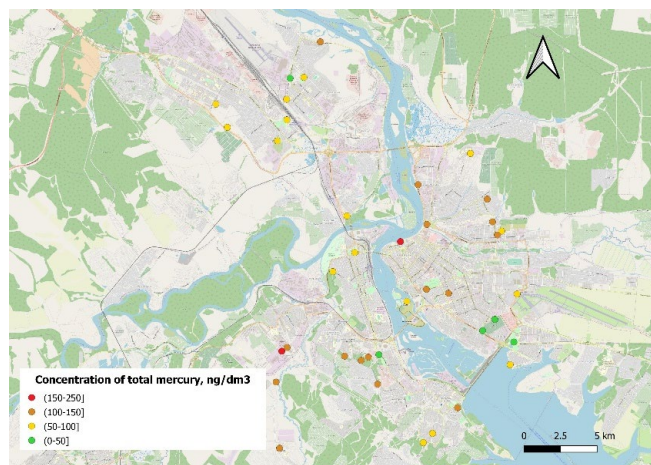 Concentration of total mercury, ng/dm3
(150-250]
(100-150]
(50-100]
(0-50]
0 2.5 5 km